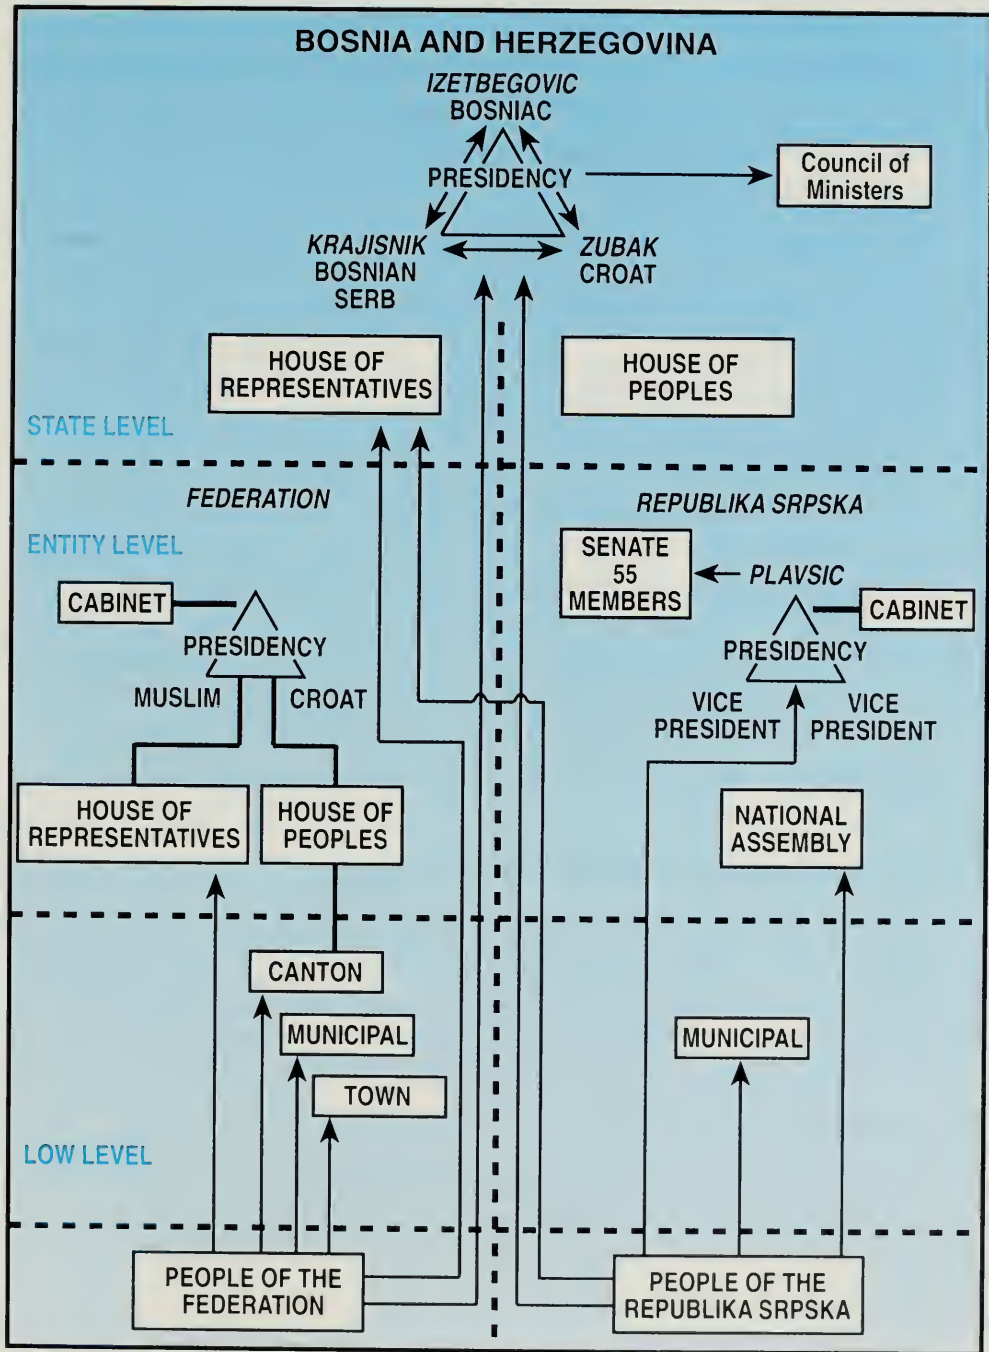 BOSNIA AND HERZEGOVINA
IZETBEGOVIC
BOSNIAC
PRESIDENCY
Council of
Ministers
KRAJISNIK
BOSNIAN
SERB
ZUBAK
CROAT
HOUSE OF
REPRESENTATIVES
HOUSE OF
PEOPLES
STATE LEVEL
FEDERATION
REPUBLIKA SRPSKA
ENTITY LEVEL
SENATE
55
MEMBERS
PLAVSIC
CABINET
CABINET
PRESIDENCY
PRESIDENCY
MUSLIM
CROAT
VICE
PRESIDENT
VICE
PRESIDENT
HOUSE OF
REPRESENTATIVES
HOUSE OF
PEOPLES
NATIONAL
ASSEMBLY
CANTON
MUNICIPAL
MUNICIPAL
TOWN
LOW LEVEL
PEOPLE OF THE
FEDERATION
PEOPLE OF THE
REPUBLIKA SRPSKA